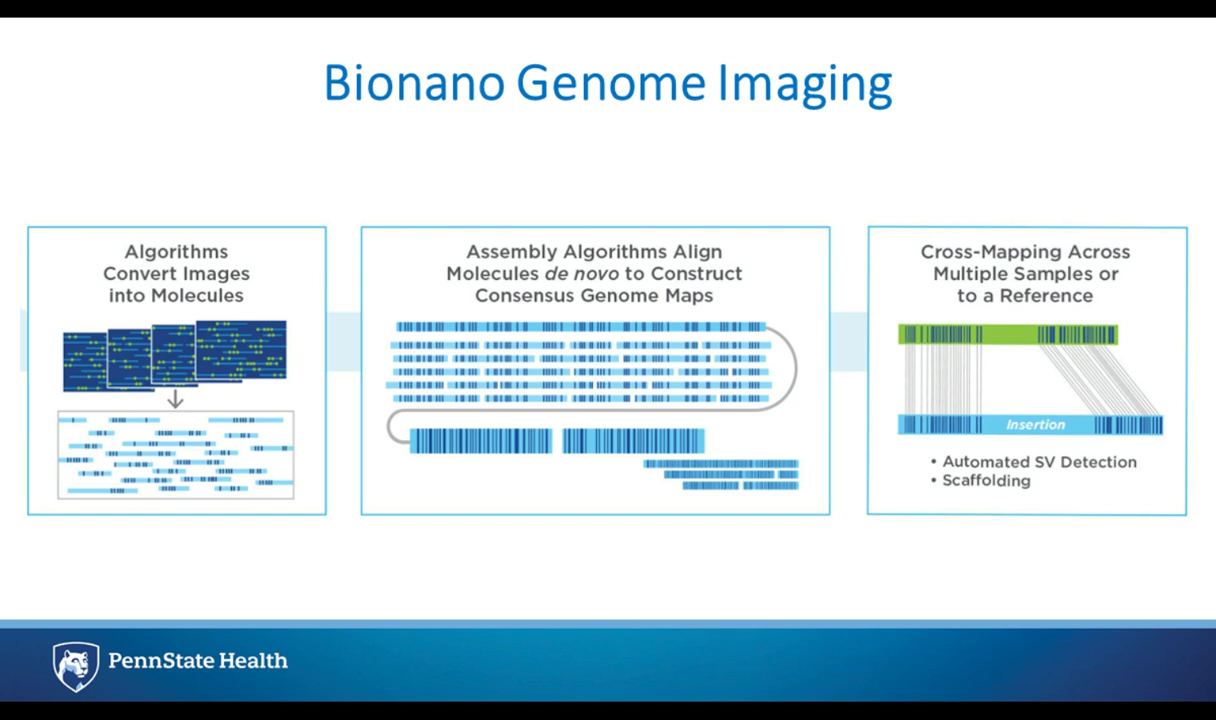 Bionano Genome Imaging
Algorithms
Convert Images
into Molecules
Assembly Algorithms Align
Molecules de novo to Construct
Consensus Genome Maps
Cross-Mapping Across
Multiple Samples or
to a Reference
Insertion
• Automated SV Detection
• Scaffolding
PennState Health